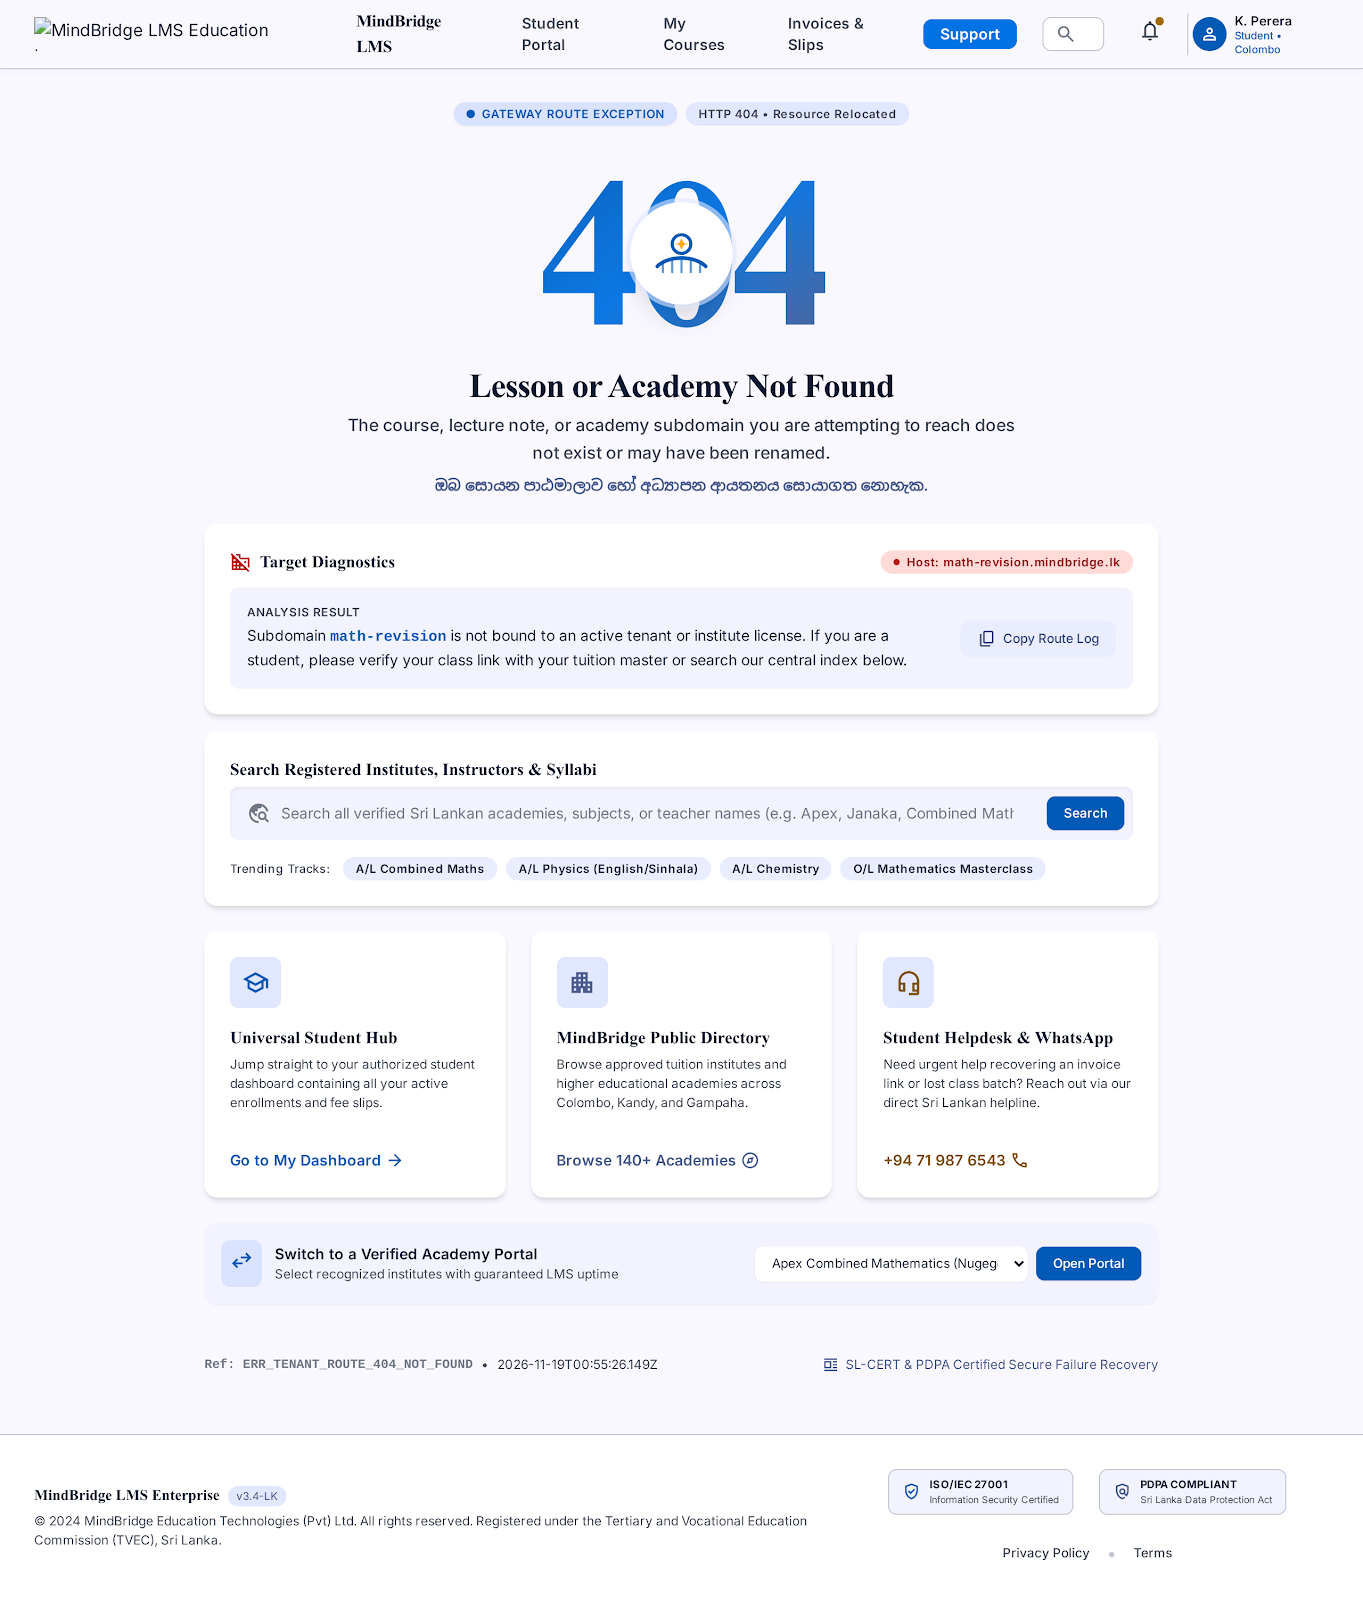 MindBridge LMS Education
MindBridge
LMS
Student
Portal
My
Courses
Invoices &
Slips
Support
K. Perera
Student •
Colombo
GATEWAY ROUTE EXCEPTION
HTTP 404 • Resource Relocated
404
Lesson or Academy Not Found
The course, lecture note, or academy subdomain you are attempting to reach does
not exist or may have been renamed.
ඔබ සොයන පාඨමාලාව හෝ අධ්‍යාපන ආයතනය සොයාගත නොහැක.
Target Diagnostics
Host: math-revision.mindbridge.lk
ANALYSIS RESULT
Subdomain math-revision is not bound to an active tenant or institute license. If you are a
student, please verify your class link with your tuition master or search our central index below.
Copy Route Log
Search Registered Institutes, Instructors & Syllabi
Search all verified Sri Lankan academies, subjects, or teacher names (e.g. Apex, Janaka, Combined Math
Search
Trending Tracks:
A/L Combined Maths
A/L Physics (English/Sinhala)
A/L Chemistry
O/L Mathematics Masterclass
Universal Student Hub
Jump straight to your authorized student
dashboard containing all your active
enrollments and fee slips.
Go to My Dashboard
MindBridge Public Directory
Browse approved tuition institutes and
higher educational academies across
Colombo, Kandy, and Gampaha.
Browse 140+ Academies
Student Helpdesk & WhatsApp
Need urgent help recovering an invoice
link or lost class batch? Reach out via our
direct Sri Lankan helpline.
+94 71 987 6543
Switch to a Verified Academy Portal
Select recognized institutes with guaranteed LMS uptime
Apex Combined Mathematics (Nugeg
Open Portal
Ref: ERR_TENANT_ROUTE_404_NOT_FOUND • 2026-11-19T00:55:26.149Z
SL-CERT & PDPA Certified Secure Failure Recovery
MindBridge LMS Enterprise
v3.4-LK
© 2024 MindBridge Education Technologies (Pvt) Ltd. All rights reserved. Registered under the Tertiary and Vocational Education
Commission (TVEC), Sri Lanka.
ISO/IEC 27001
Information Security Certified
PDPA COMPLIANT
Sri Lanka Data Protection Act
Privacy Policy
Terms